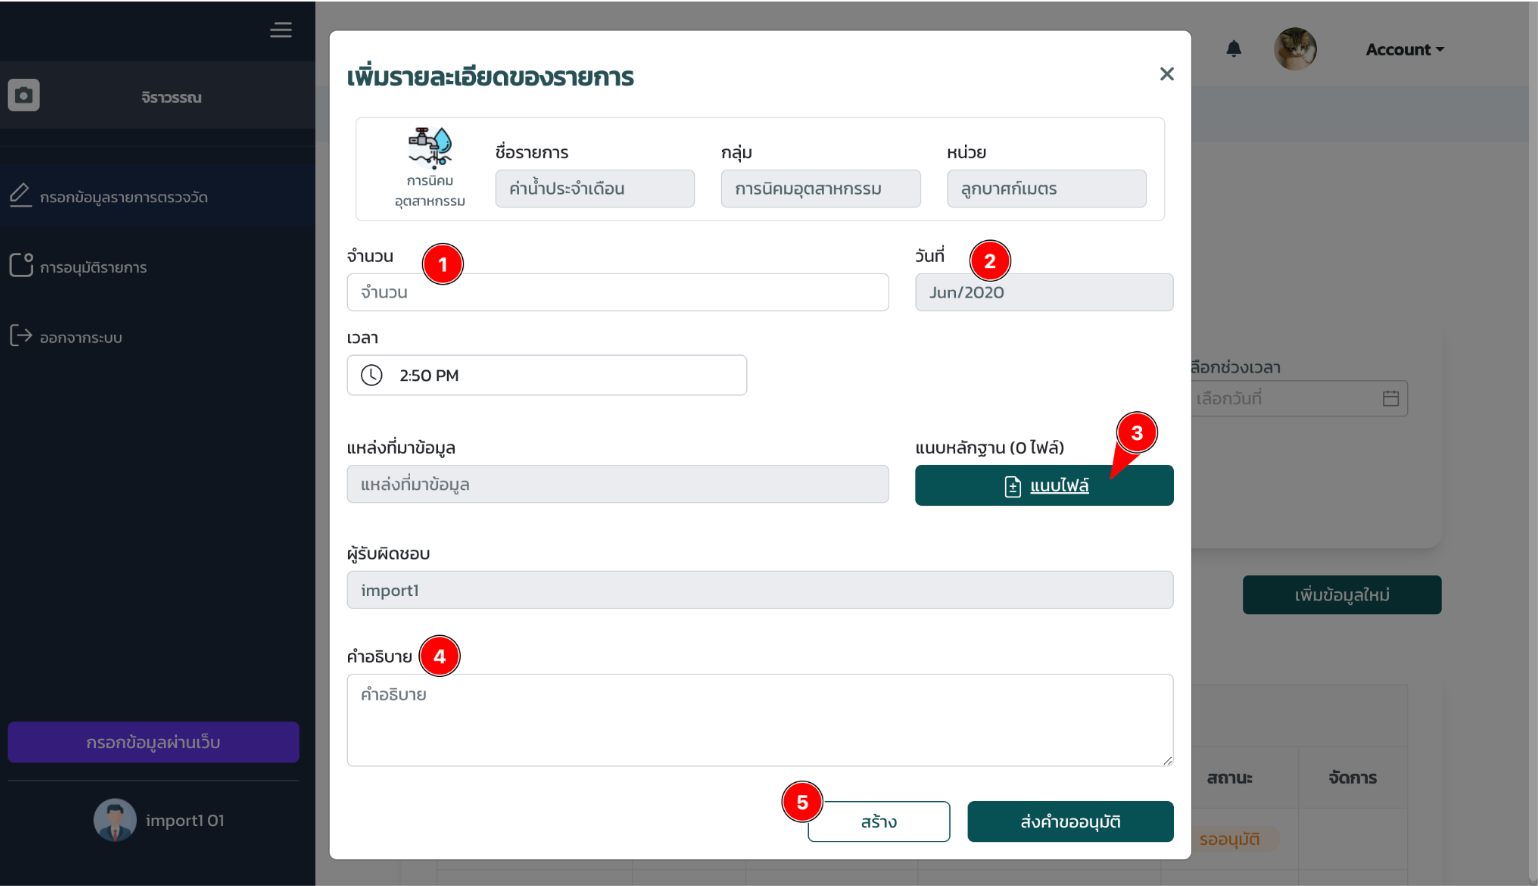 จิราวรรณ
กรอกข้อมูลรายการตรวจวัด
การอนุมัติรายการ
ออกจากระบบ
กรอกข้อมูลผ่านเว็บ
import1 01
Account
เพิ่มรายละเอียดของรายการ
การนิคม
อุตสาหกรรม
ชื่อรายการ
ค่าน้ำประจำเดือน
กลุ่ม
การนิคมอุตสาหกรรม
หน่วย
ลูกบาศก์เมตร
จำนวน 1
จำนวน
วันที่ 2
Jun/2020
เวลา
2:50 PM
แหล่งที่มาข้อมูล
แหล่งที่มาข้อมูล
แนบหลักฐาน (0 ไฟล์) 3
แนบไฟล์
ผู้รับผิดชอบ
import1
คำอธิบาย 4
คำอธิบาย
5
สร้าง
ส่งคำขออนุมัติ
ลือกช่วงเวลา
เลือกวันที่
เพิ่มข้อมูลใหม่
สถานะ
จัดการ
รออนุมัติ